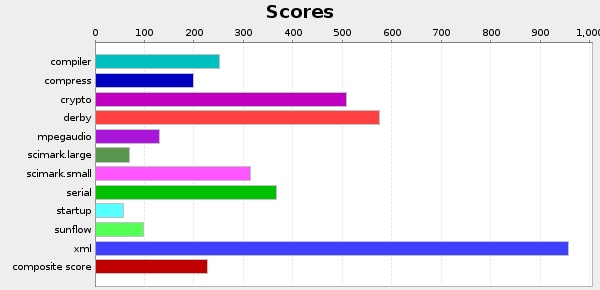 Scores
0 100 200 300 400 500 600 700 800 900 1,00
compiler
compress
crypto
derby
mpegaudio
scimark.large
scimark.small
serial
startup
sunflow
xml
composite score